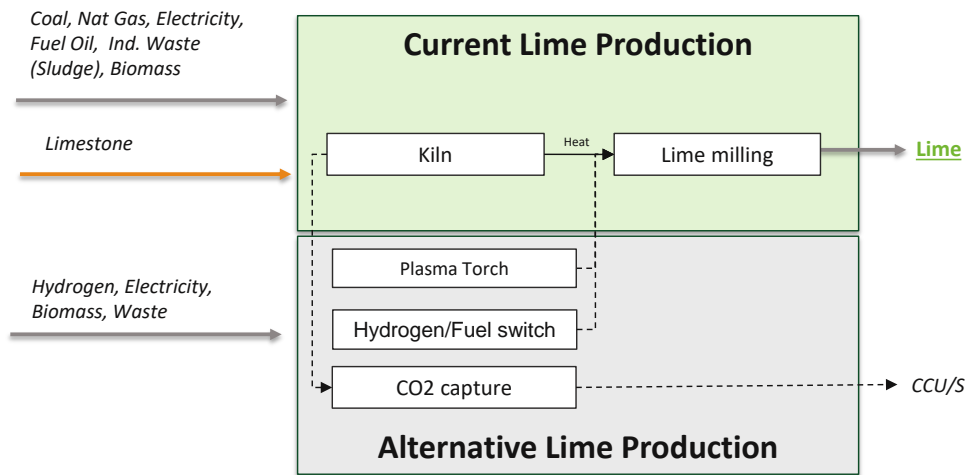 Coal, Nat Gas, Electricity,
Fuel Oil,  Ind. Waste
(Sludge), Biomass
Current Lime Production
Limestone
Kiln
Heat
Lime milling
Lime
Plasma Torch
Hydrogen, Electricity,
Biomass, Waste
Hydrogen/Fuel switch
CO2 capture
CCU/S
Alternative Lime Production